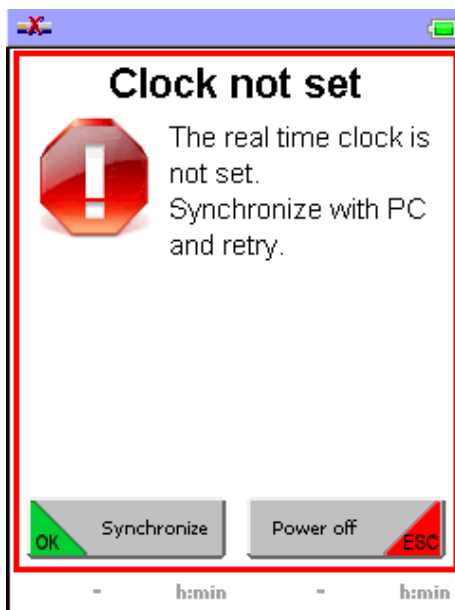 Clock not set
The real time clock is
not set.
Synchronize with PC
and retry.
OK Synchronize Power off ESC
- h:min - h:min